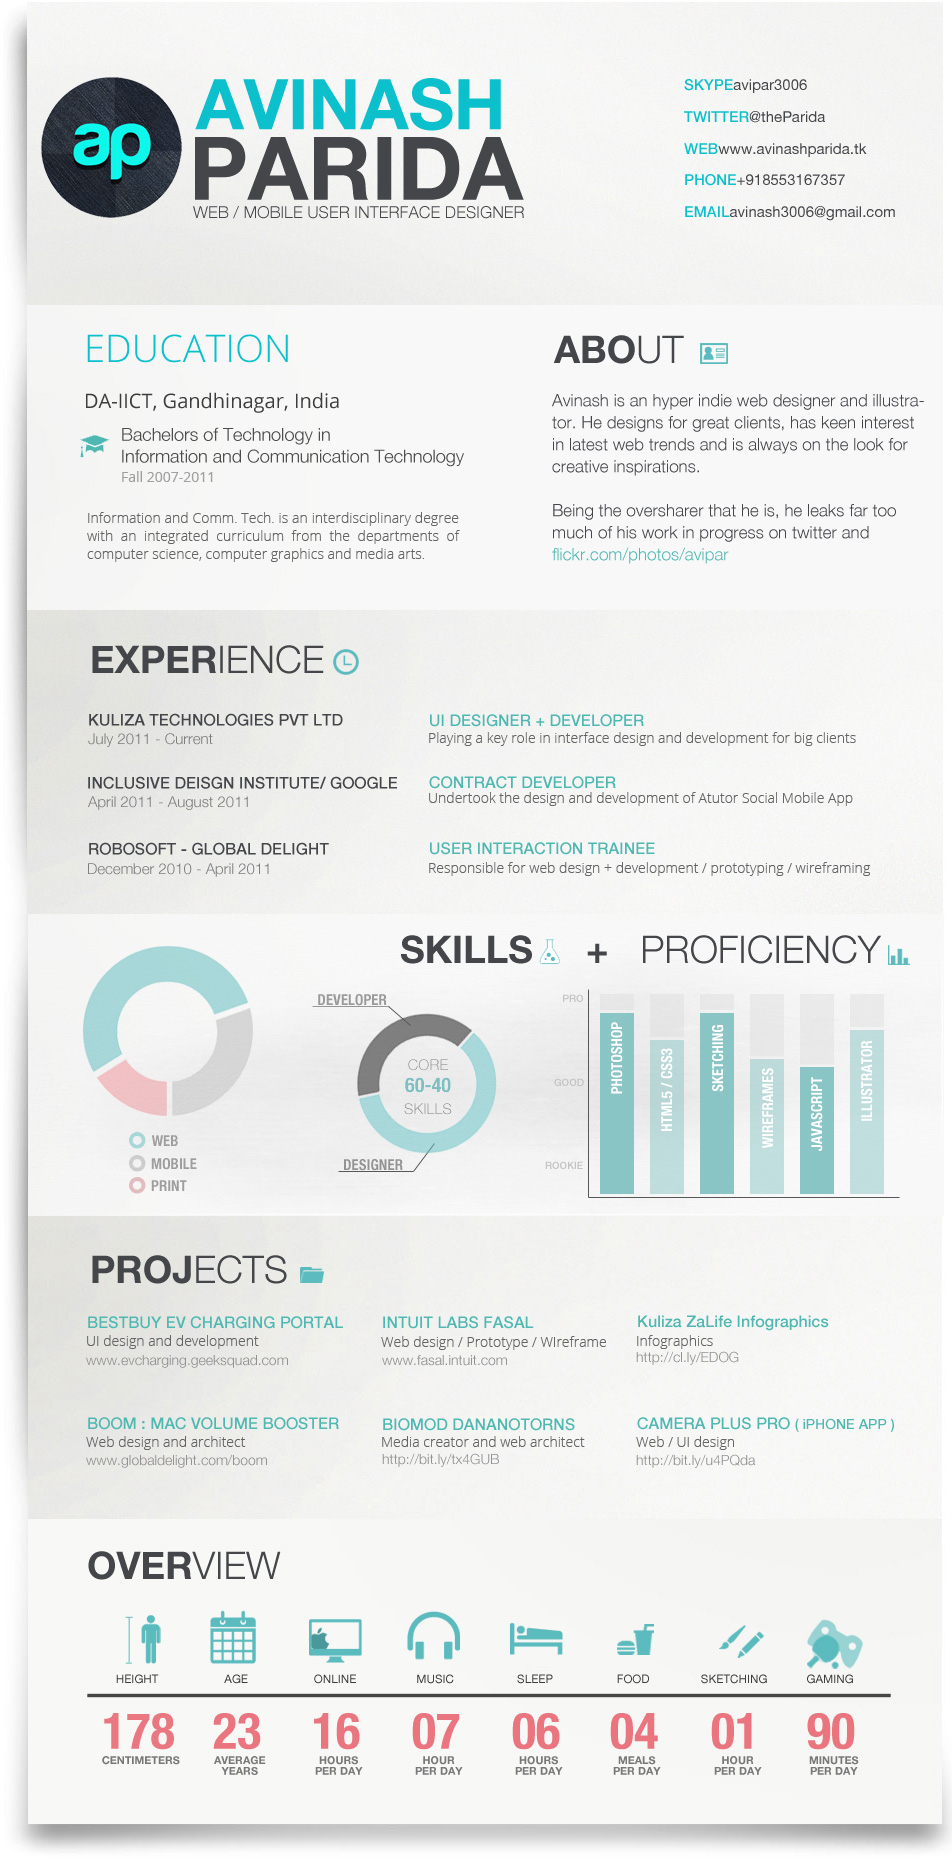 ap
AVINASH
PARIDA
WEB / MOBILE USER INTERFACE DESIGNER
SKYPEavipar3006
TWITTER@theParida
WEBwww.avinashparida.tk
PHONE+918553167357
EMAILavinash3006@gmail.com
EDUCATION
DA-IICT, Gandhinagar, India
Bachelors of Technology in
Information and Communication Technology
Fall 2007-2011
Information and Comm. Tech. is an interdisciplinary degree
with an integrated curriculum from the departments of
computer science, computer graphics and media arts.
ABOUT
Avinash is an hyper indie web designer and illustra-
tor. He designs for great clients, has keen interest
in latest web trends and is always on the look for
creative inspirations.
Being the oversharer that he is, he leaks far too
much of his work in progress on twitter and
flickr.com/photos/avipar
EXPERIENCE
KULIZA TECHNOLOGIES PVT LTD
July 2011 - Current
UI DESIGNER + DEVELOPER
Playing a key role in interface design and development for big clients
INCLUSIVE DEISGN INSTITUTE/ GOOGLE
April 2011 - August 2011
CONTRACT DEVELOPER
Undertook the design and development of Atutor Social Mobile App
ROBOSOFT - GLOBAL DELIGHT
December 2010 - April 2011
USER INTERACTION TRAINEE
Responsible for web design + development / prototyping / wireframing
SKILLS + PROFICIENCY
WEB
MOBILE
PRINT
DEVELOPER
CORE
60-40
SKILLS
DESIGNER
PRO
GOOD
ROOKIE
PHOTOSHOP
HTML5 / CSS3
SKETCHING
WIREFRAMES
JAVASCRIPT
ILLUSTRATOR
PROJECTS
BESTBUY EV CHARGING PORTAL
UI design and development
www.evcharging.geeksquad.com
INTUIT LABS FASAL
Web design / Prototype / WIreframe
www.fasal.intuit.com
Kuliza ZaLife Infographics
Infographics
http://cl.ly/EDOG
BOOM : MAC VOLUME BOOSTER
Web design and architect
www.globaldelight.com/boom
BIOMOD DANANOTORNS
Media creator and web architect
http://bit.ly/tx4GUB
CAMERA PLUS PRO ( iPHONE APP )
Web / UI design
http://bit.ly/u4PQda
OVERVIEW
HEIGHT AGE ONLINE MUSIC SLEEP FOOD SKETCHING GAMING
178 23 16 07 06 04 01 90
CENTIMETERS AVERAGE HOURS HOUR HOURS MEALS HOUR MINUTES
YEARS PER DAY PER DAY PER DAY PER DAY PER DAY PER DAY